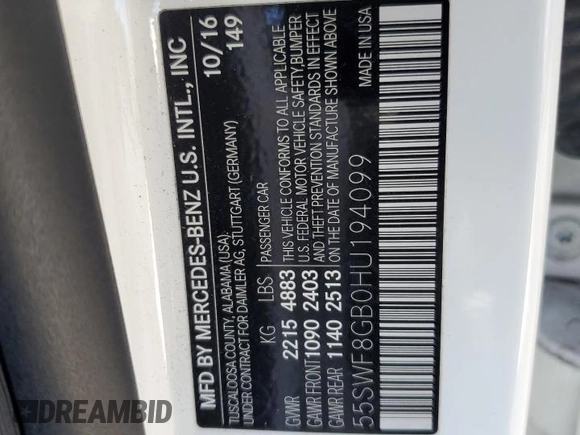 MFD BY MERCEDES-BENZ U.S. INTL., INC
TUSCALOOSA COUNTY, ALABAMA (USA)
UNDER CONTRACT FOR DAIMLER AG, STUTTGART (GERMANY)
10/16
149
KG LBS PASSENGER CAR
GVWR 2215 4883
GAWR FRONT 1090 2403
GAWR REAR 1140 2513
THIS VEHICLE CONFORMS TO ALL APPLICABLE
U.S. FEDERAL MOTOR VEHICLE SAFETY, BUMPER
AND THEFT PREVENTION STANDARDS IN EFFECT
ON THE DATE OF MANUFACTURE SHOWN ABOVE
MADE IN USA
55SWF8GB0HU194099
DREAMBID